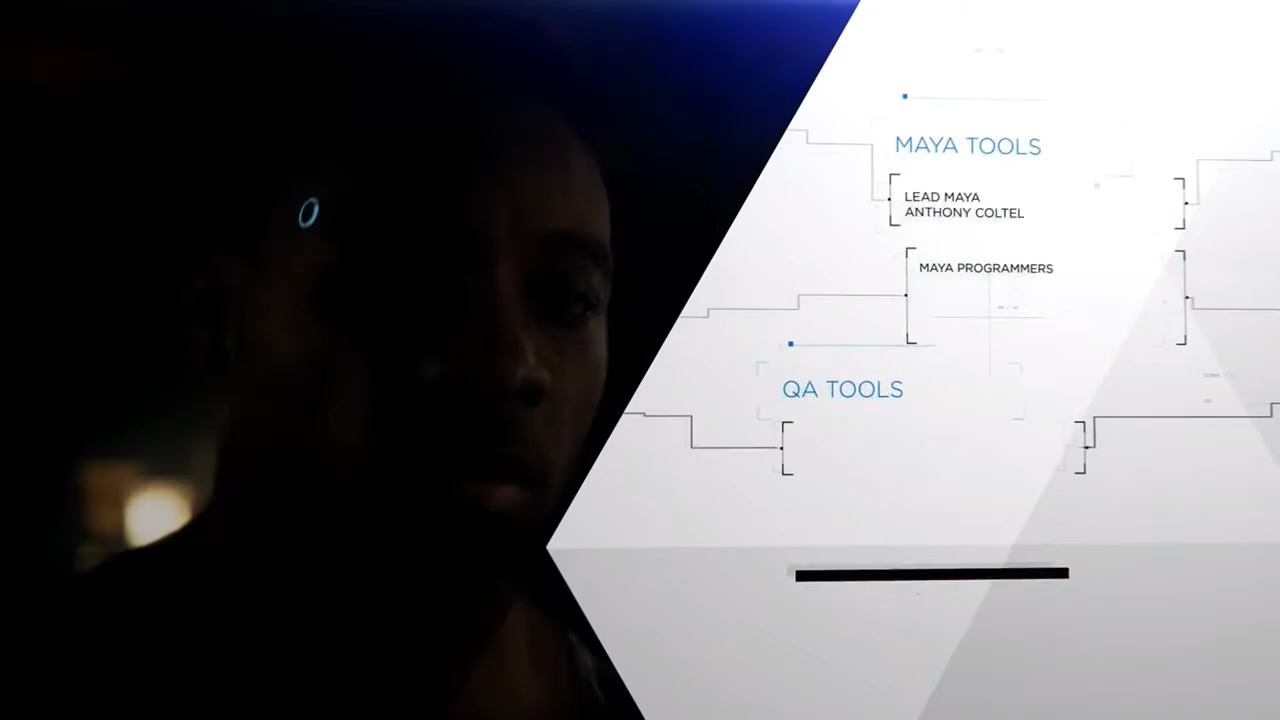 MAYA TOOLS
LEAD MAYA
ANTHONY COLTEL
MAYA PROGRAMMERS
QA TOOLS